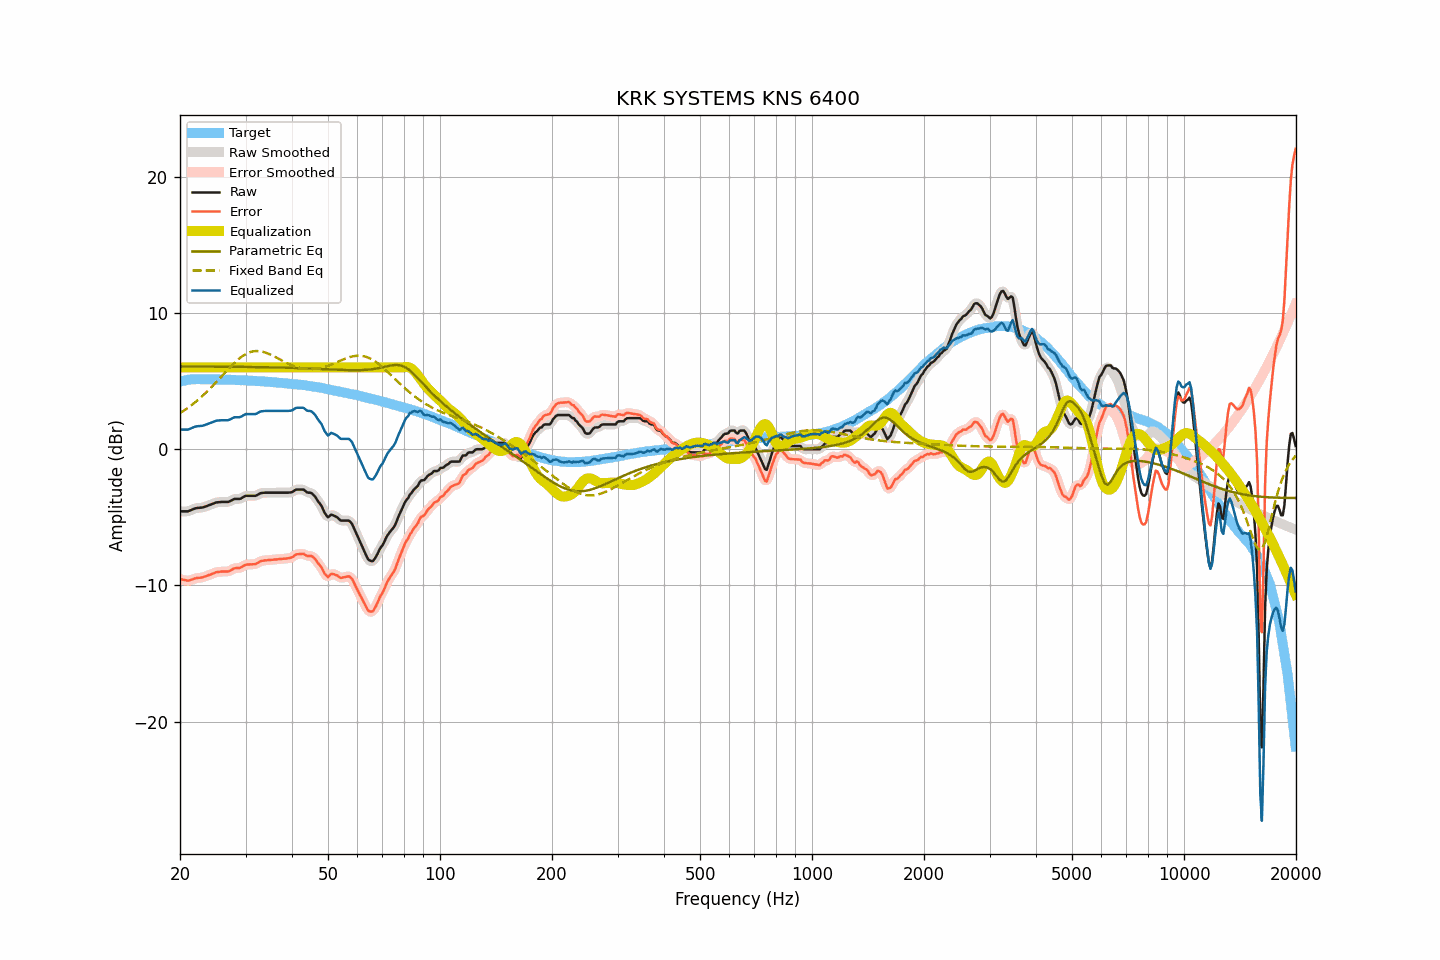 KRK SYSTEMS KNS 6400
Target
Raw Smoothed
Error Smoothed
Raw
Error
Equalization
Parametric Eq
Fixed Band Eq
Equalized
20
10
0
−10
−20
Amplitude (dBr)
20 50 100 200 500 1000 2000 5000 10000 20000
Frequency (Hz)